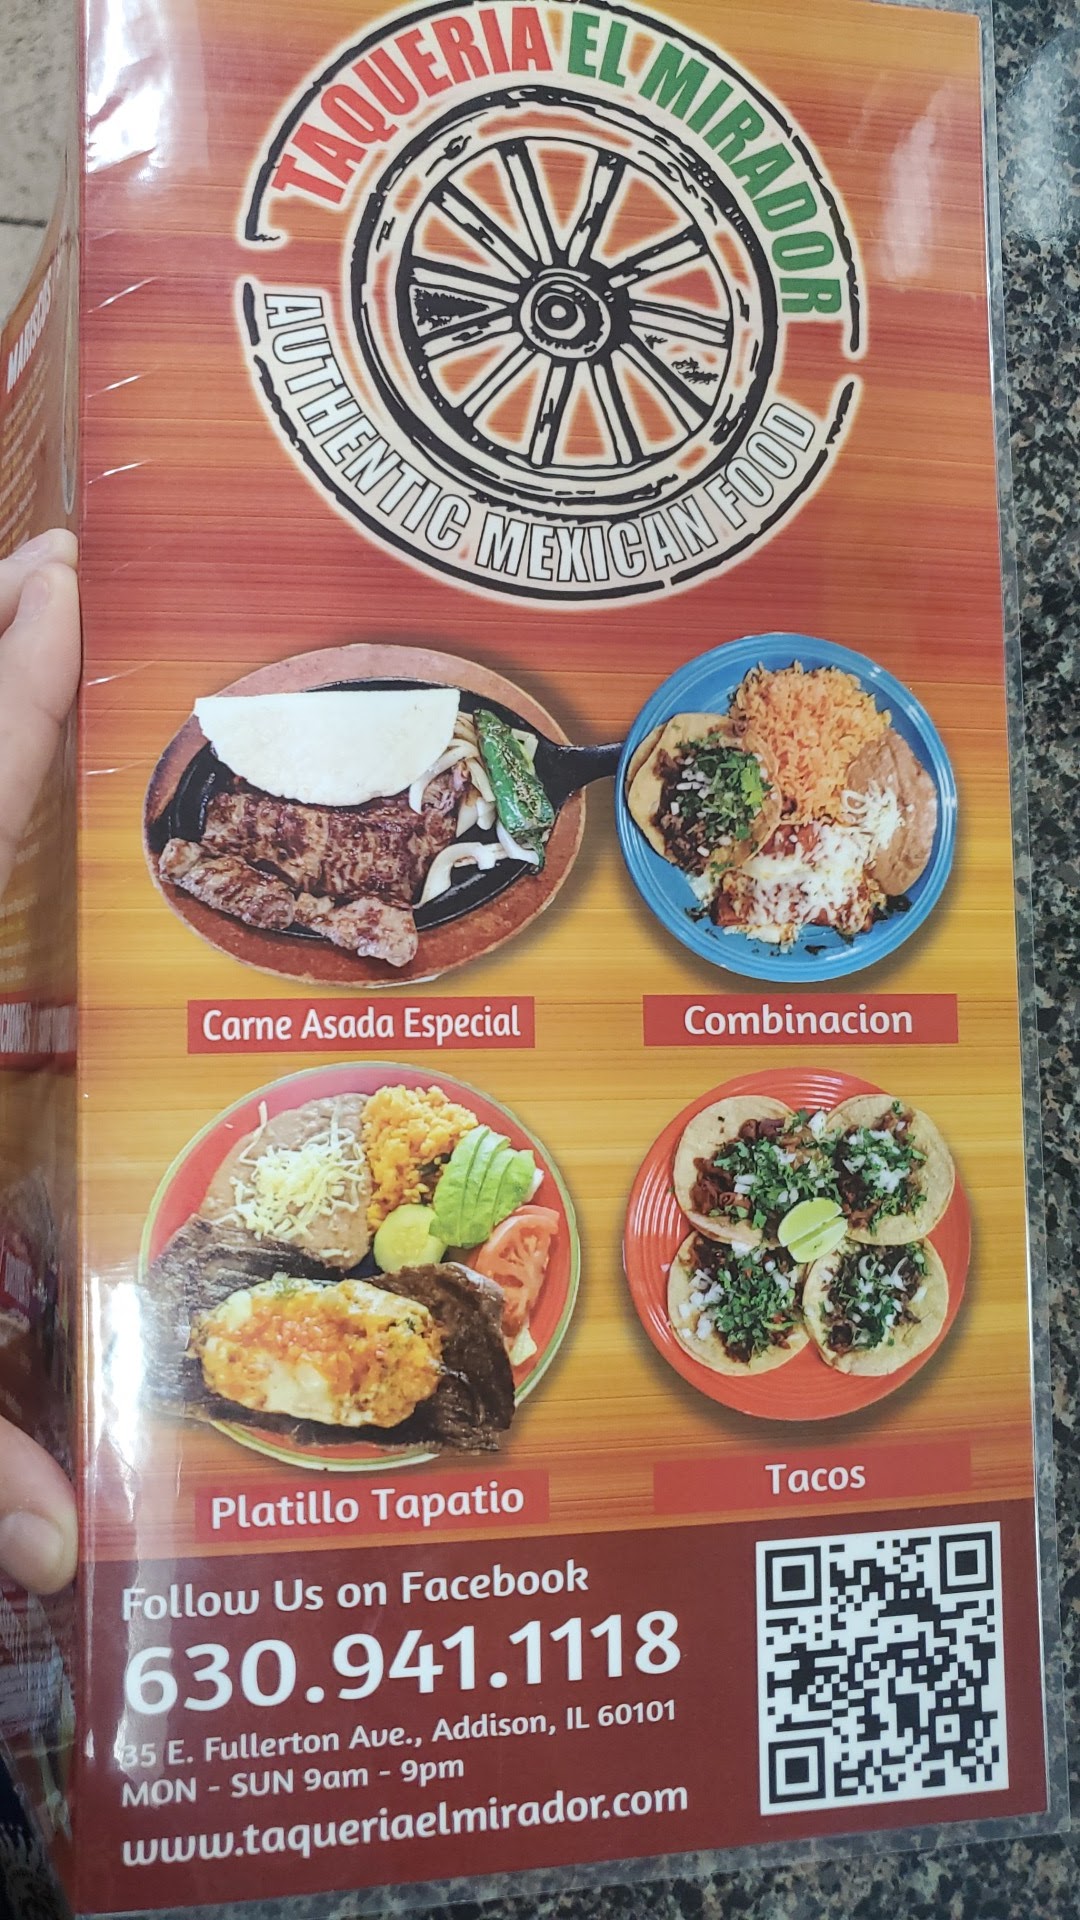 TAQUERIA EL MIRADOR
AUTHENTIC MEXICAN FOOD
MARISCOS
Carne Asada Especial
Combinacion
Platillo Tapatio
Tacos
Follow Us on Facebook
630.941.1118
35 E. Fullerton Ave., Addison, IL 60101
MON - SUN 9am - 9pm
www.taqueriaelmirador.com